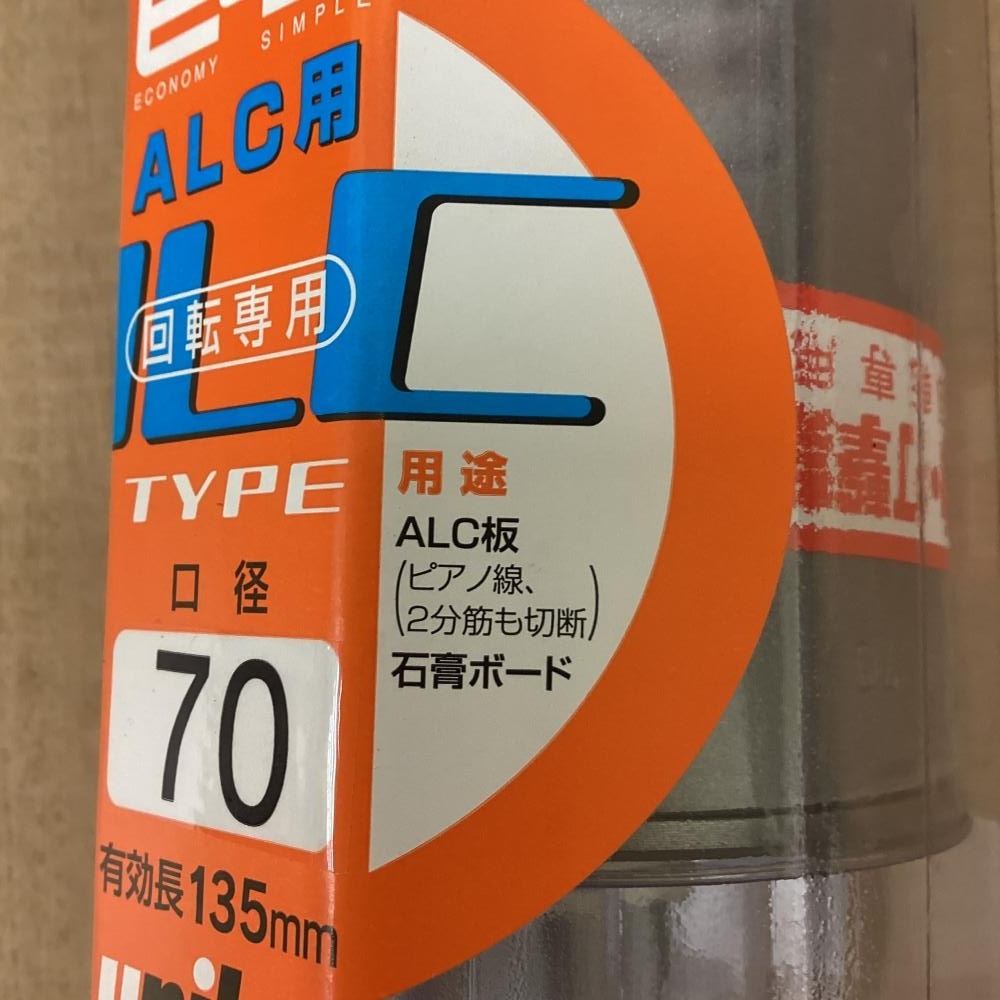 ECONOMY SIMPLE
ALC用
LC
回転専用
TYPE
口径
70
有効長135mm
用途
ALC板
(ピアノ線、
2分筋も切断)
石膏ボード